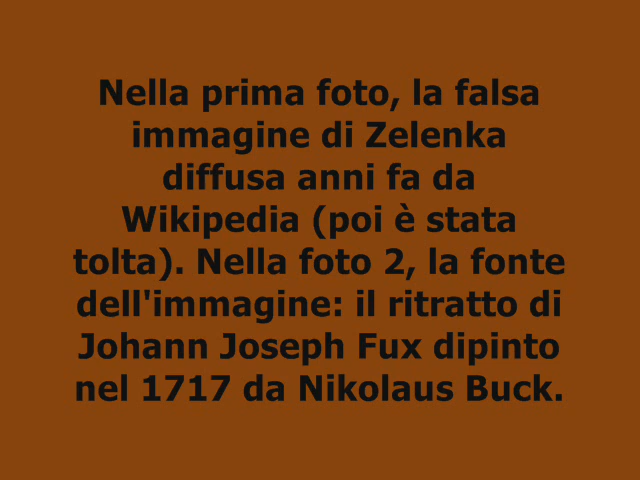 Nella prima foto, la falsa
immagine di Zelenka
diffusa anni fa da
Wikipedia (poi è stata
tolta). Nella foto 2, la fonte
dell'immagine: il ritratto di
Johann Joseph Fux dipinto
nel 1717 da Nikolaus Buck.